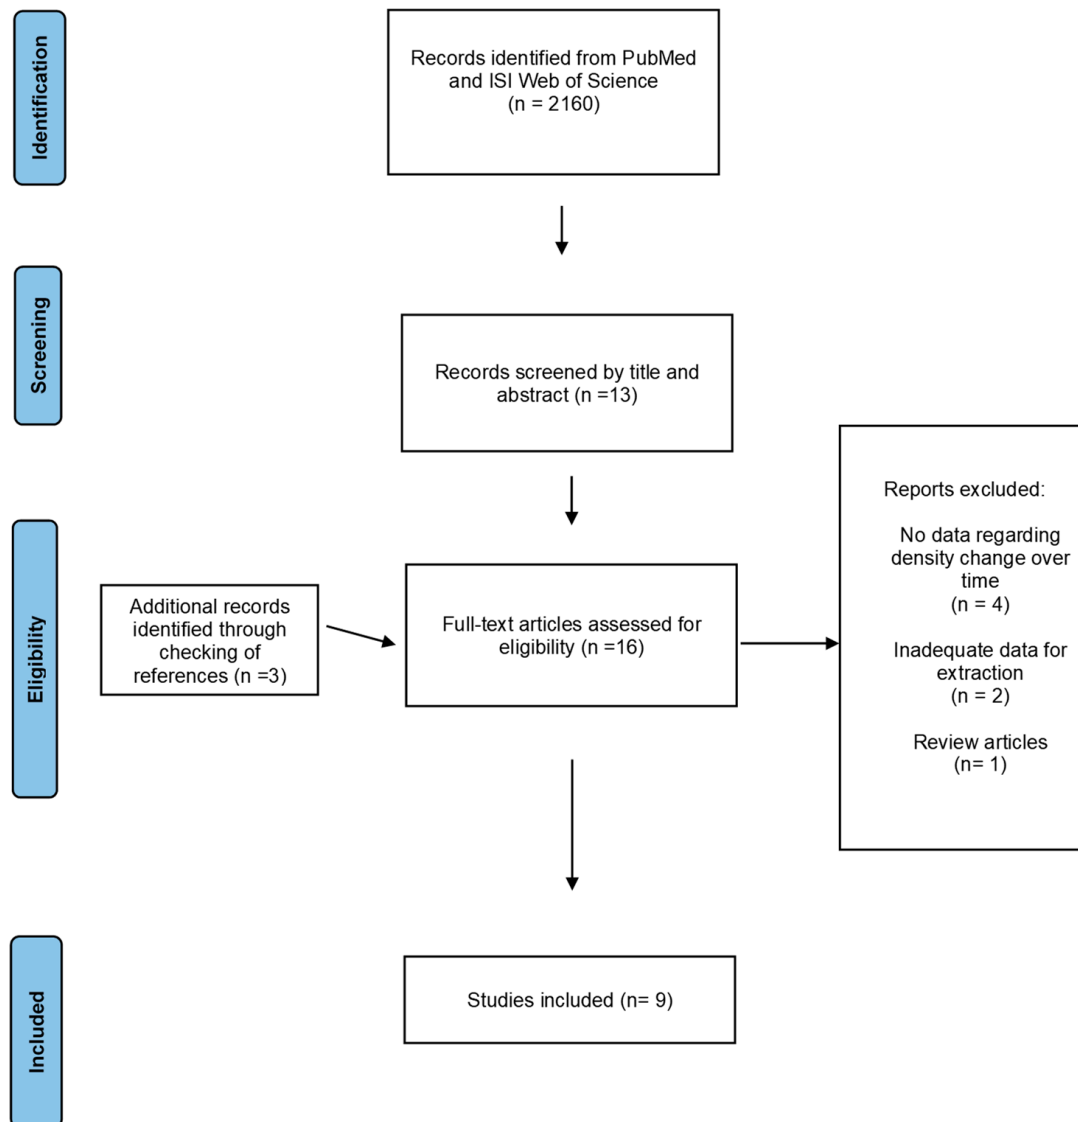 Identification
Records identified from PubMed
and ISI Web of Science
(n = 2160)
Screening
Records screened by title and
abstract (n =13)
Eligibility
Additional records
identified through
checking of
references (n =3)
Full-text articles assessed for
eligibility (n =16)
Reports excluded:
No data regarding
density change over
time
(n = 4)
Inadequate data for
extraction
(n = 2)
Review articles
(n= 1)
Included
Studies included (n= 9)